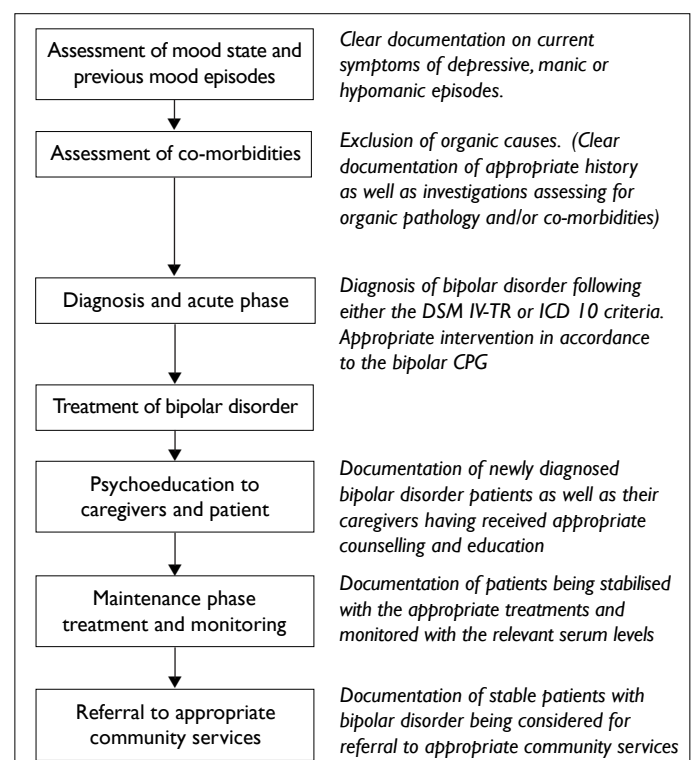 Assessment of mood state and
previous mood episodes
Clear documentation on current
symptoms of depressive, manic or
hypomanic episodes.
Assessment of co-morbidities
Exclusion of organic causes. (Clear
documentation of appropriate history
as well as investigations assessing for
organic pathology and/or co-morbidities)
Diagnosis and acute phase
Diagnosis of bipolar disorder following
either the DSM IV-TR or ICD 10 criteria.
Appropriate intervention in accordance
to the bipolar CPG
Treatment of bipolar disorder
Psychoeducation to
caregivers and patient
Documentation of newly diagnosed
bipolar disorder patients as well as their
caregivers having received appropriate
counselling and education
Maintenance phase
treatment and monitoring
Documentation of patients being stabilised
with the appropriate treatments and
monitored with the relevant serum levels
Referral to appropriate
community services
Documentation of stable patients with
bipolar disorder being considered for
referral to appropriate community services